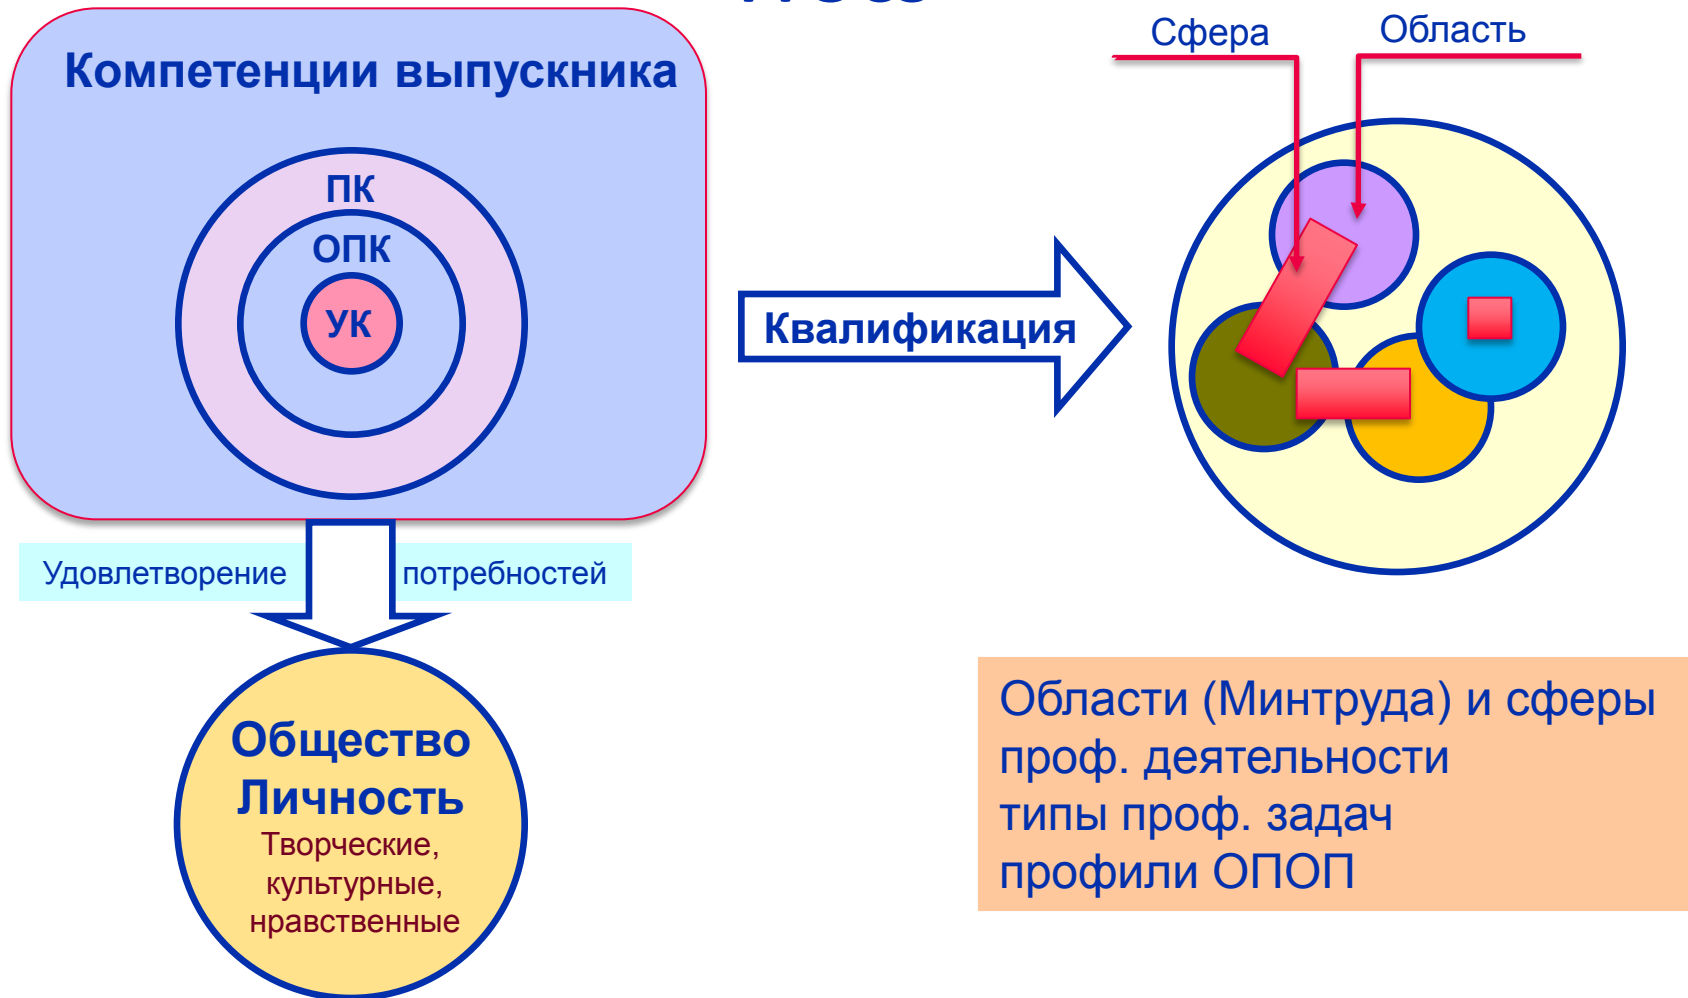 Компетенции выпускника
ПК
ОПК
УК
Квалификация
Сфера
Область
Удовлетворение потребностей
Общество
Личность
Творческие,
культурные,
нравственные
Области (Минтруда) и сферы
проф. деятельности
типы проф. задач
профили ОПОП